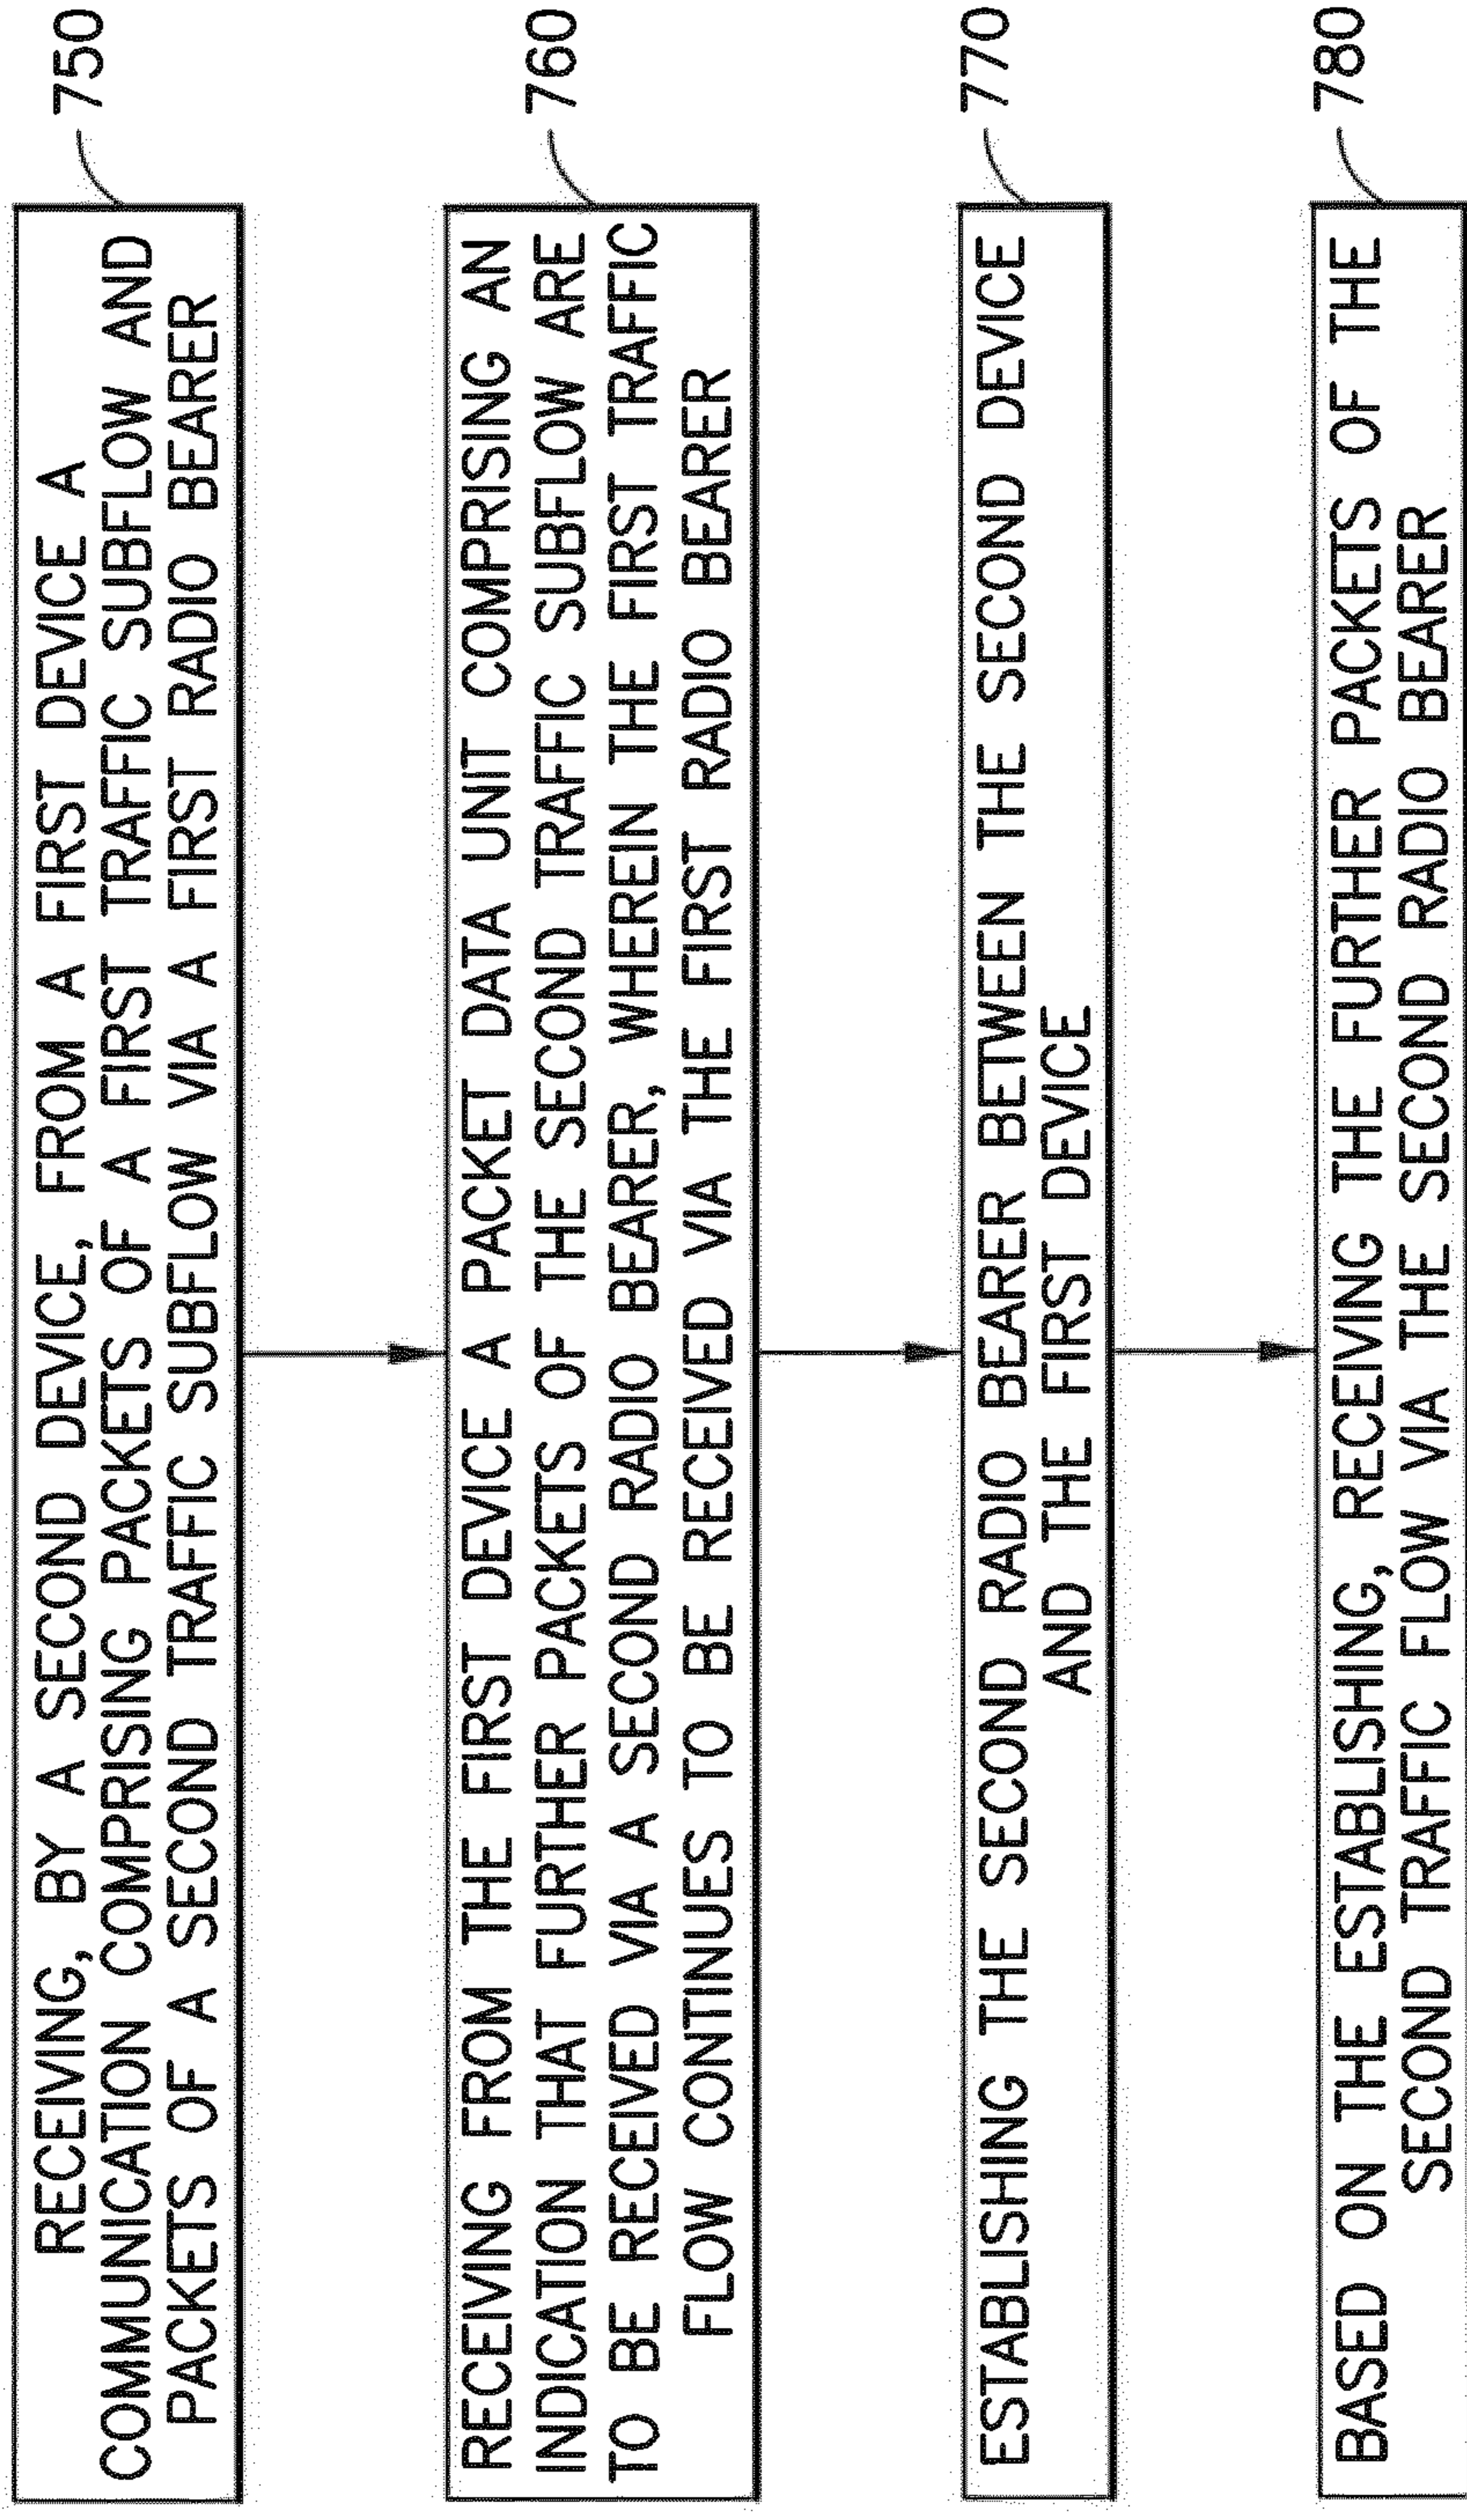 RECEIVING, BY A SECOND DEVICE, FROM A FIRST DEVICE A
COMMUNICATION COMPRISING PACKETS OF A FIRST TRAFFIC SUBFLOW AND
PACKETS OF A SECOND TRAFFIC SUBFLOW VIA A FIRST RADIO BEARER
750
RECEIVING FROM THE FIRST DEVICE A PACKET DATA UNIT COMPRISING AN
INDICATION THAT FURTHER PACKETS OF THE SECOND TRAFFIC SUBFLOW ARE
TO BE RECEIVED VIA A SECOND RADIO BEARER, WHEREIN THE FIRST TRAFFIC
FLOW CONTINUES TO BE RECEIVED VIA THE FIRST RADIO BEARER
760
ESTABLISHING THE SECOND RADIO BEARER BETWEEN THE SECOND DEVICE
AND THE FIRST DEVICE
770
BASED ON THE ESTABLISHING, RECEIVING THE FURTHER PACKETS OF THE
SECOND TRAFFIC FLOW VIA THE SECOND RADIO BEARER
780